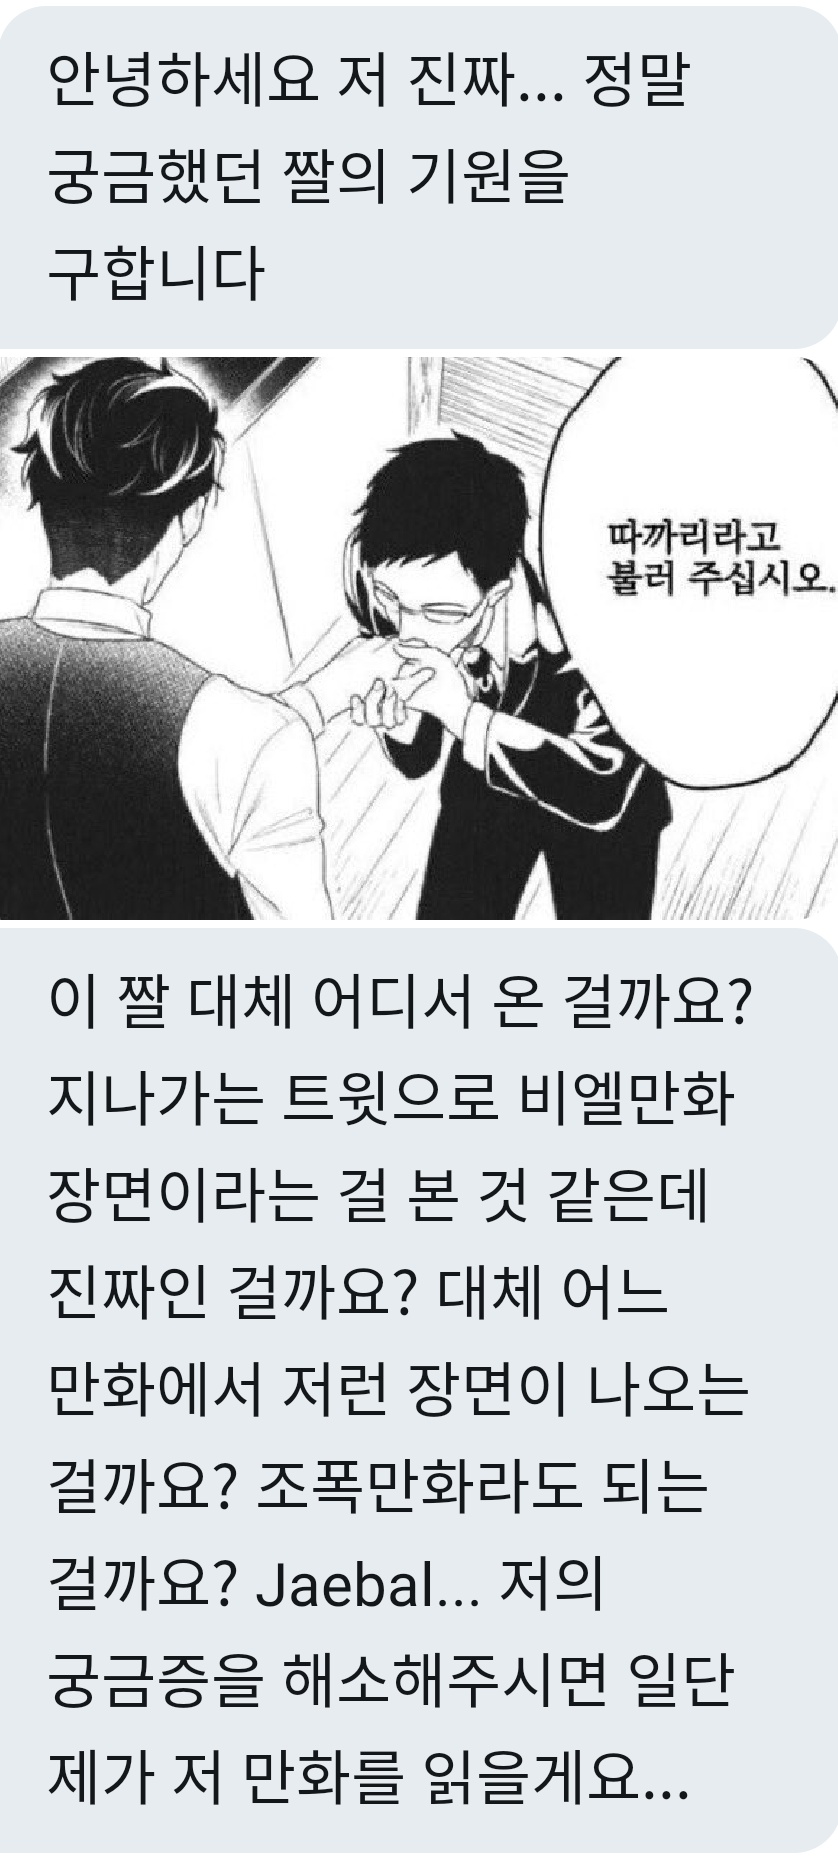 안녕하세요 저 진짜... 정말
궁금했던 짤의 기원을
구합니다
따까리라고
불러 주십시오.
이 짤 대체 어디서 온 걸까요?
지나가는 트윗으로 비엘만화
장면이라는 걸 본 것 같은데
진짜인 걸까요? 대체 어느
만화에서 저런 장면이 나오는
걸까요? 조폭만화라도 되는
걸까요? Jaebal... 저의
궁금증을 해소해주시면 일단
제가 저 만화를 읽을게요...